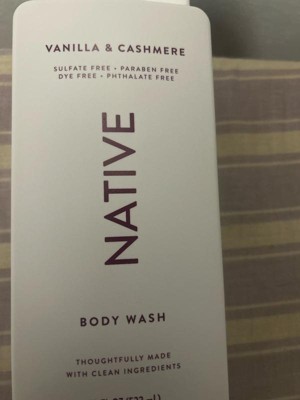 VANILLA & CASHMERE
SULFATE FREE • PARABEN FREE
DYE FREE • PHTHALATE FREE
NATIVE
BODY WASH
THOUGHTFULLY MADE
WITH CLEAN INGREDIENTS